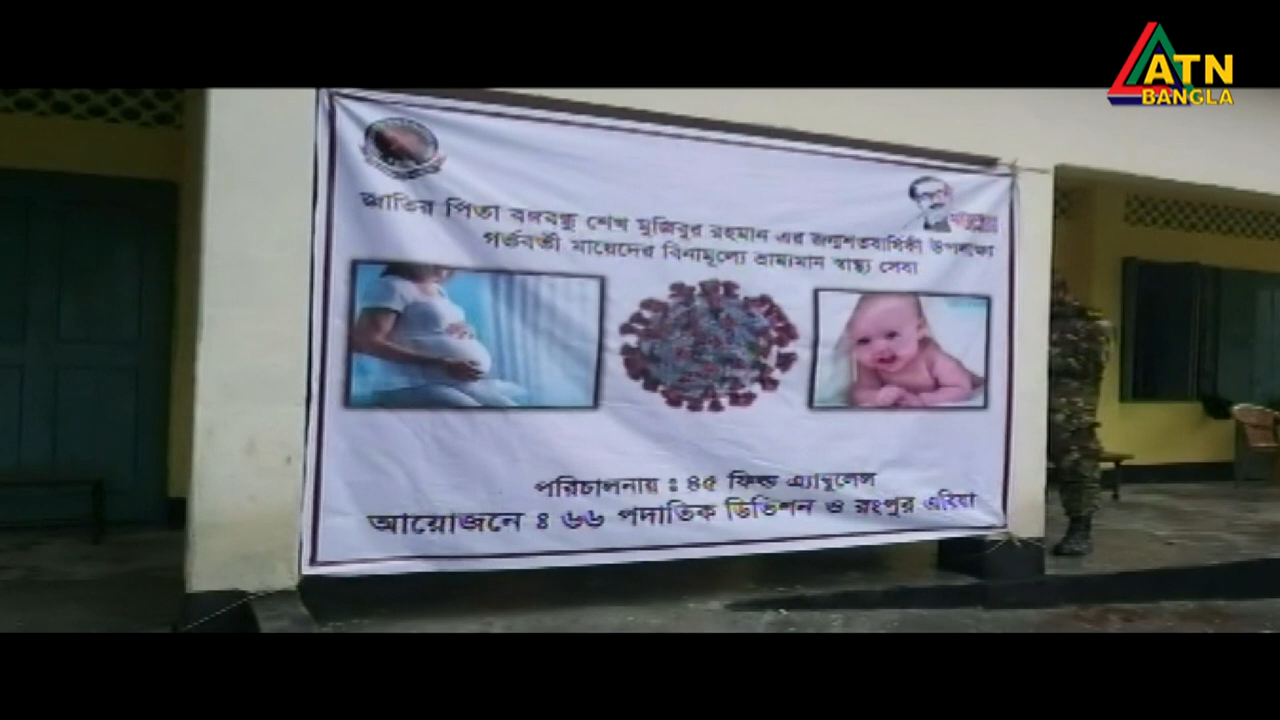 ATN
BANGLA
জাতির পিতা বঙ্গবন্ধু শেখ মুজিবুর রহমান এর জন্মশতবার্ষিকী উপলক্ষ্যে
গর্ভবতী মায়েদের বিনামূল্যে ভ্রাম্যমান স্বাস্থ্য সেবা
পরিচালনায় ঃ ৪৫ ফিল্ড এ্যাম্বুলেন্স
আয়োজনে ঃ ৬৬ পদাতিক ডিভিশন ও রংপুর এরিয়া